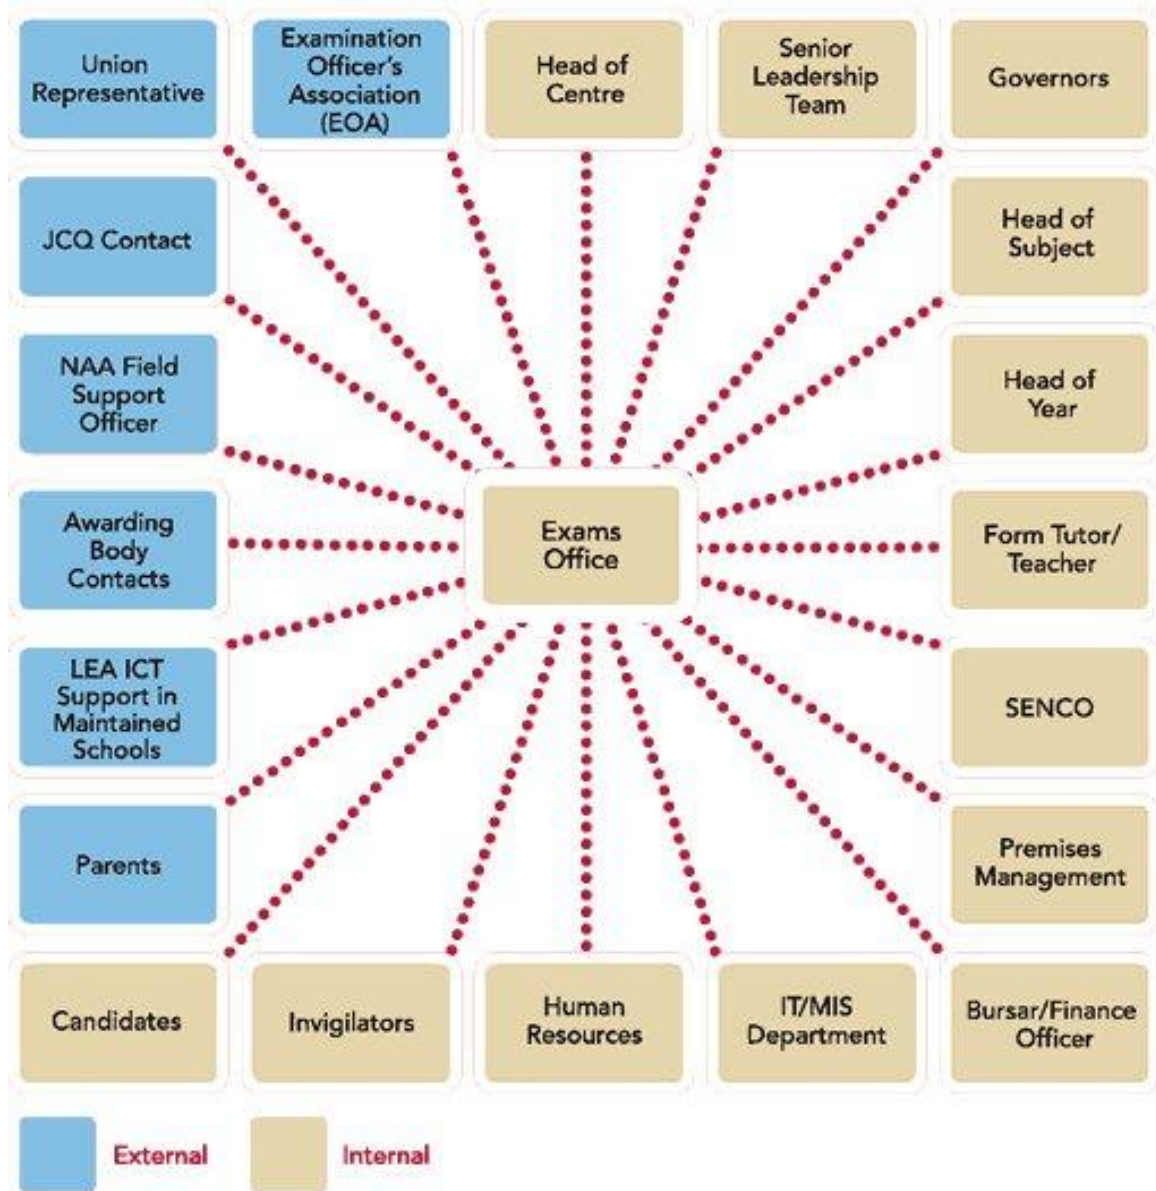 Union
Representative
Examination
Officer's
Association
(EOA)
Head of
Centre
Senior
Leadership
Team
Governors
JCQ Contact
Head of
Subject
NAA Field
Support
Officer
Head of
Year
Awarding
Body
Contacts
Exams
Office
Form Tutor/
Teacher
LEA ICT
Support in
Maintained
Schools
SENCO
Parents
Premises
Management
Candidates
Invigilators
Human
Resources
IT/MIS
Department
Bursar/Finance
Officer
External
Internal